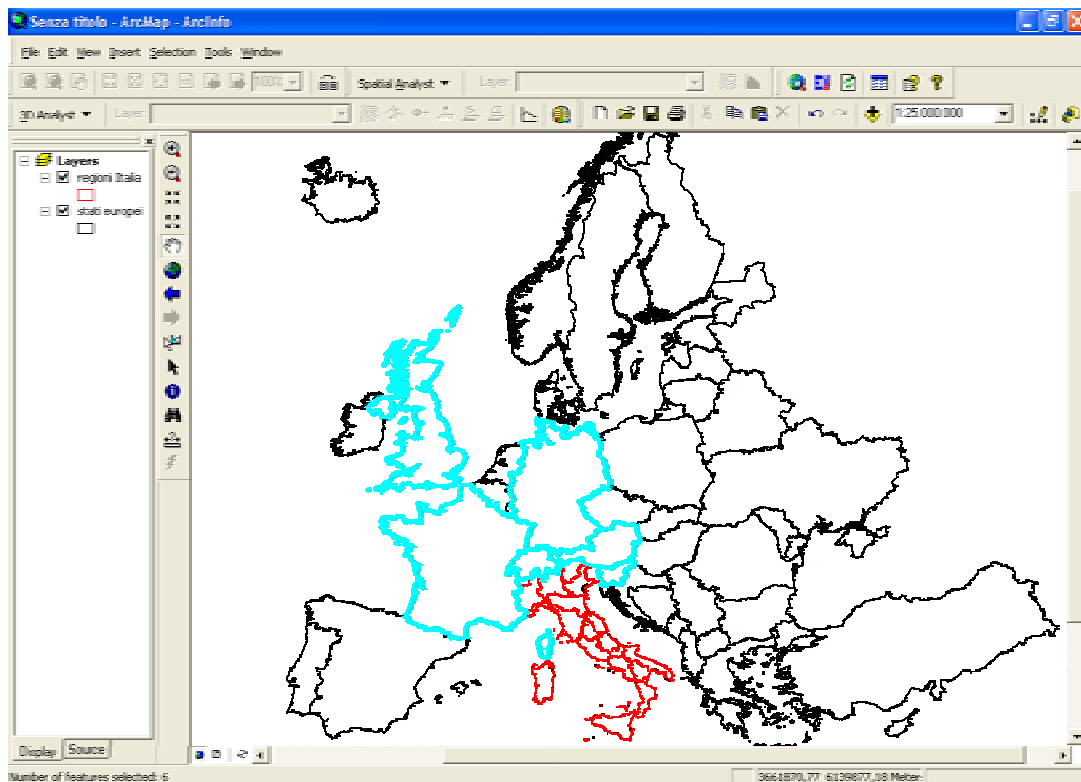 Senza titolo - ArcMap - ArcInfo
File Edit View Insert Selection Tools Window
100% Spatial Analyst Layer
3D Analyst Layer 1:25.000.000
Layers
regioni Italia
stati europei
Display Source
Number of features selected: 6
3661870,77 6139877,18 Meter